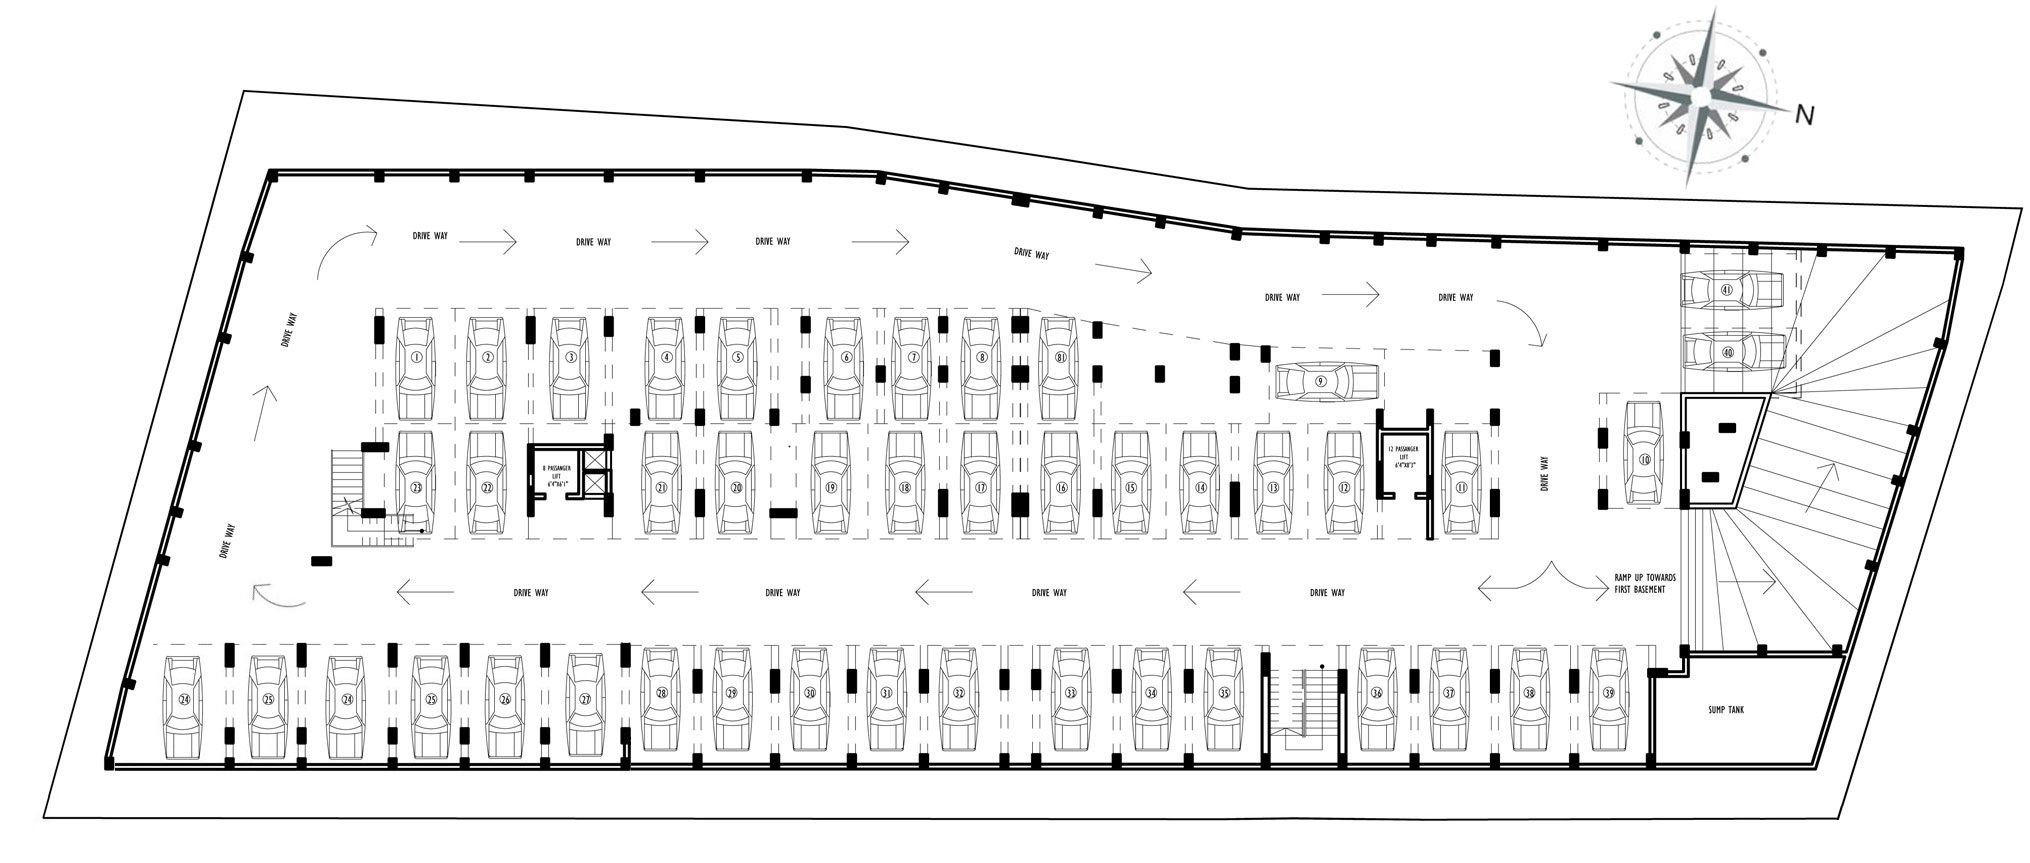 N
DRIVE WAY
DRIVE WAY
DRIVE WAY
DRIVE WAY
DRIVE WAY
DRIVE WAY
41
40
DRIVE WAY
1
2
3
4
5
6
7
8
81
9
10
23
22
8 PASSANGER
LIFT
6'4"X6'1"
21
20
19
18
17
16
15
14
13
12
12 PASSANGER
LIFT
6'4"X8'3"
11
DRIVE WAY
DRIVE WAY
DRIVE WAY
DRIVE WAY
DRIVE WAY
DRIVE WAY
RAMP UP TOWARDS
FIRST BASEMENT
24
25
24
25
26
27
28
29
30
31
32
33
34
35
36
37
38
39
SUMP TANK